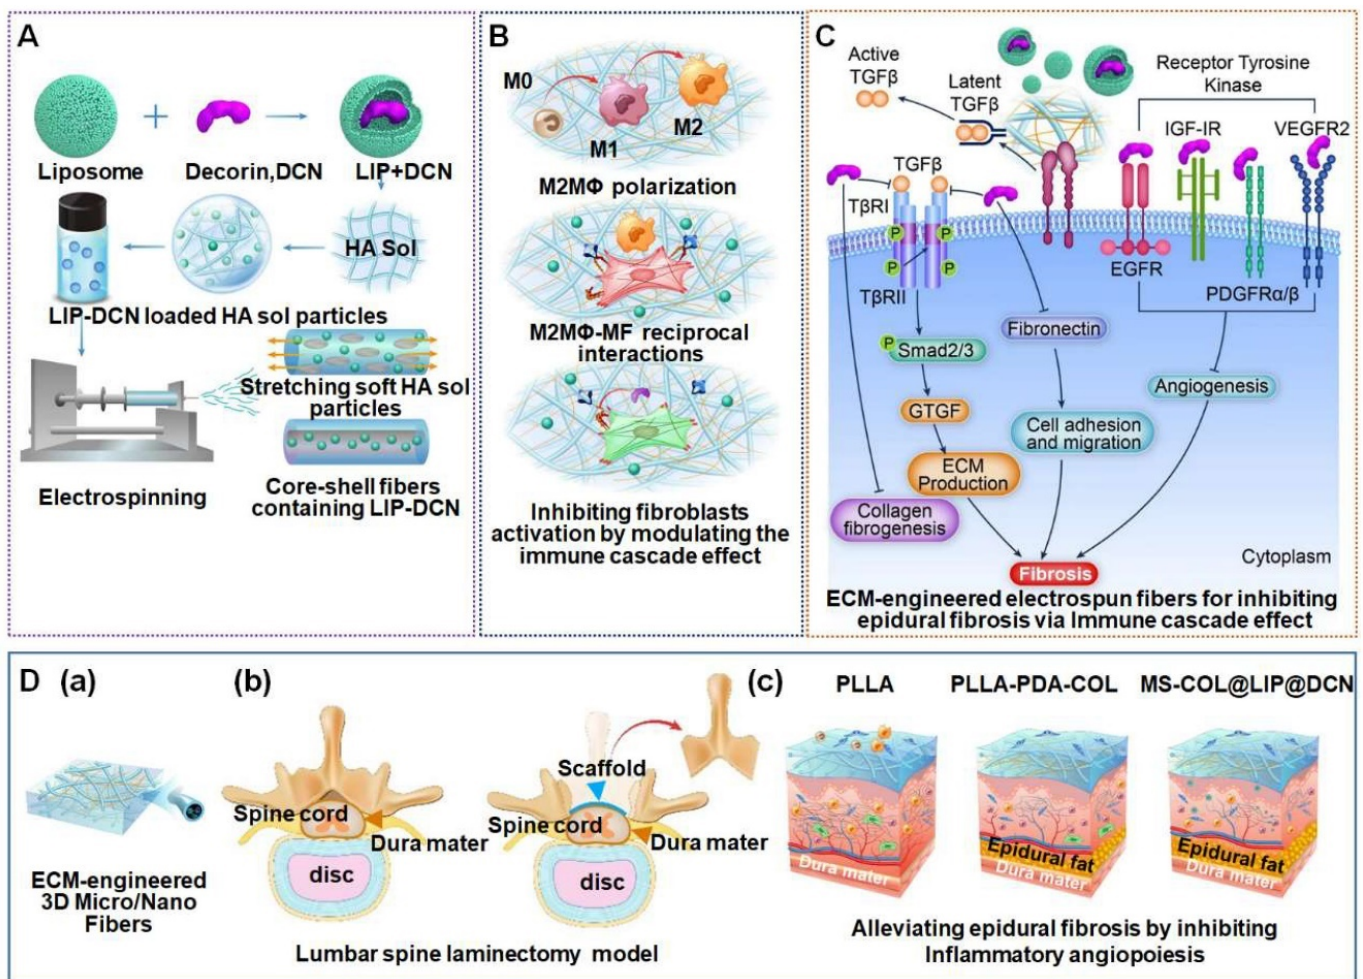 A
Liposome
+
Decorin,DCN
LIP+DCN
HA Sol
LIP-DCN loaded HA sol particles
Stretching soft HA sol
particles
Electrospinning
Core-shell fibers
containing LIP-DCN
B
M0
M1
M2
M2MΦ polarization
M2MΦ-MF reciprocal
interactions
Inhibiting fibroblasts
activation by modulating the
immune cascade effect
C
Active
TGFβ
Latent
TGFβ
Receptor Tyrosine
Kinase
IGF-IR
VEGFR2
TGFβ
TβRI
P
P
P
P
TβRII
EGFR
PDGFRα/β
Fibronectin
P
Smad2/3
Angiogenesis
GTGF
Cell adhesion
and migration
ECM
Production
Collagen
fibrogenesis
Cytoplasm
Fibrosis
ECM-engineered electrospun fibers for inhibiting
epidural fibrosis via Immune cascade effect
D (a)
ECM-engineered
3D Micro/Nano
Fibers
(b)
Spine cord
Dura mater
disc
Scaffold
Spine cord
Dura mater
disc
Lumbar spine laminectomy model
(c)
PLLA
PLLA-PDA-COL
MS-COL@LIP@DCN
Dura mater
Epidural fat
Dura mater
Epidural fat
Dura mater
Alleviating epidural fibrosis by inhibiting
Inflammatory angiopoiesis